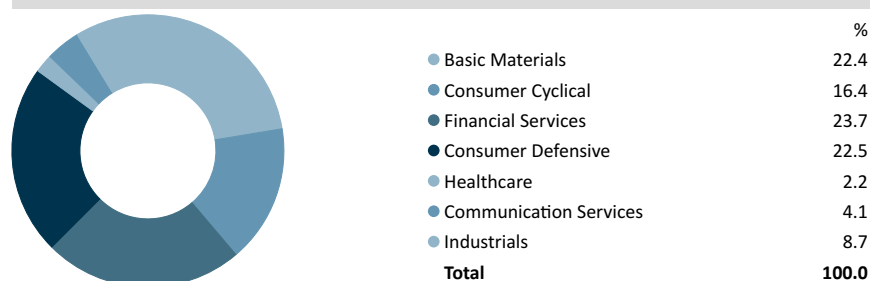 %
Basic Materials 22.4
Consumer Cyclical 16.4
Financial Services 23.7
Consumer Defensive 22.5
Healthcare 2.2
Communication Services 4.1
Industrials 8.7
Total 100.0